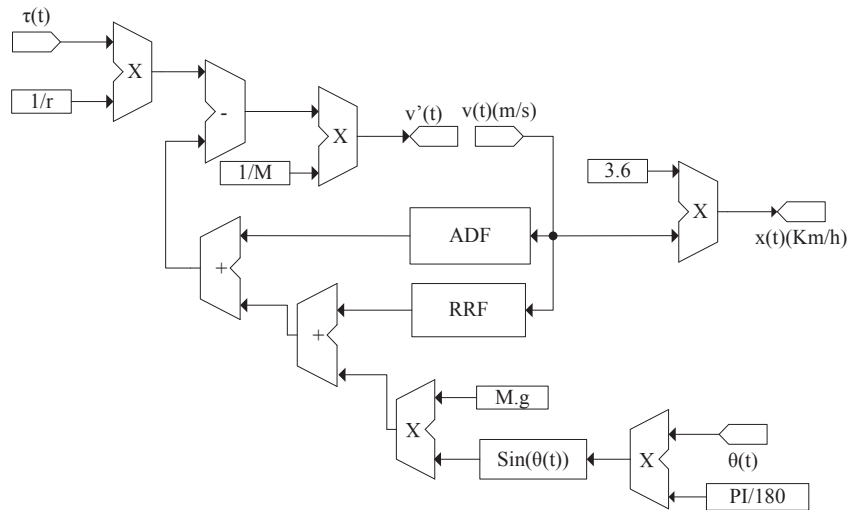 τ(t)
X
1/r
-
v'(t)
v(t)(m/s)
X
1/M
3.6
X
x(t)(Km/h)
ADF
+
RRF
+
M.g
X
Sin(θ(t))
X
θ(t)
PI/180